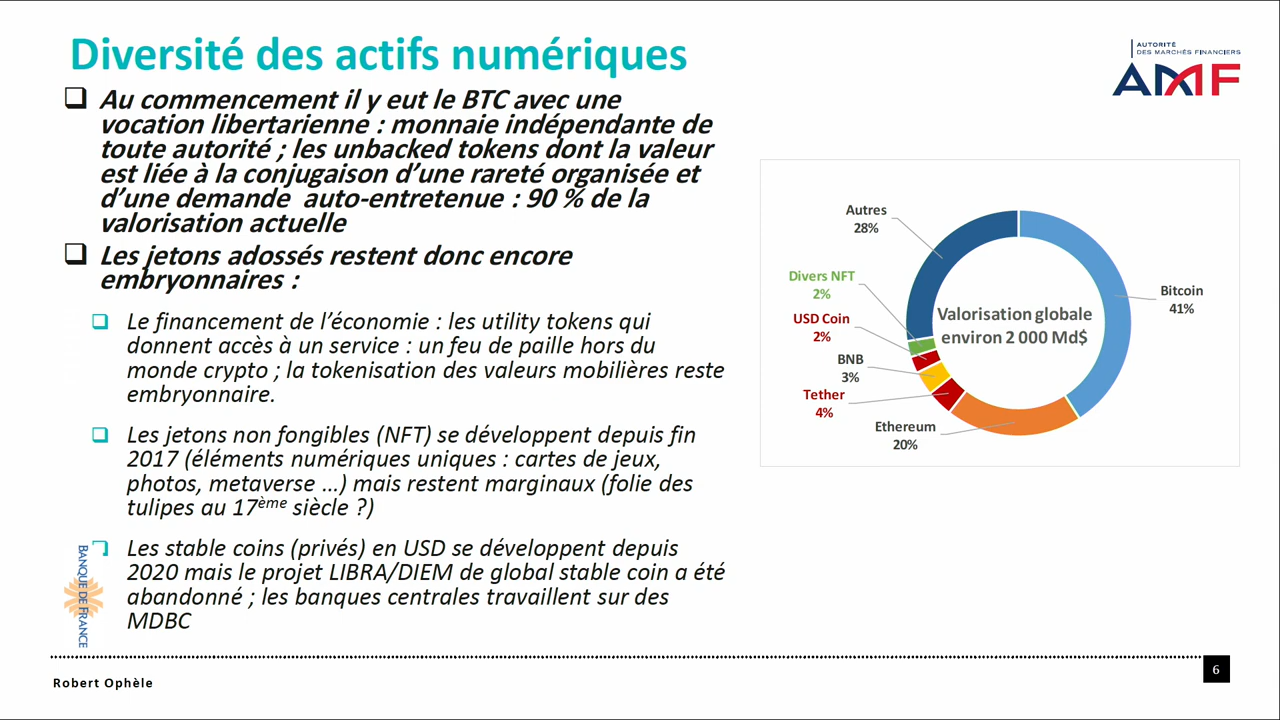 Diversité des actifs numériques
AUTORITÉ
DES MARCHÉS FINANCIERS
AMF
Au commencement il y eut le BTC avec une
vocation libertarienne : monnaie indépendante de
toute autorité ; les unbacked tokens dont la valeur
est liée à la conjugaison d’une rareté organisée et
d’une demande auto-entretenue : 90 % de la
valorisation actuelle
Les jetons adossés restent donc encore
embryonnaires :
Le financement de l’économie : les utility tokens qui
donnent accès à un service : un feu de paille hors du
monde crypto ; la tokenisation des valeurs mobilières reste
embryonnaire.
Les jetons non fongibles (NFT) se développent depuis fin
2017 (éléments numériques uniques : cartes de jeux,
photos, metaverse …) mais restent marginaux (folie des
tulipes au 17ème siècle ?)
Les stable coins (privés) en USD se développent depuis
2020 mais le projet LIBRA/DIEM de global stable coin a été
abandonné ; les banques centrales travaillent sur des
MDBC
BANQUE DE FRANCE
Autres
28%
Divers NFT
2%
USD Coin
2%
BNB
3%
Tether
4%
Ethereum
20%
Bitcoin
41%
Valorisation globale
environ 2 000 Md$
Robert Ophèle
6